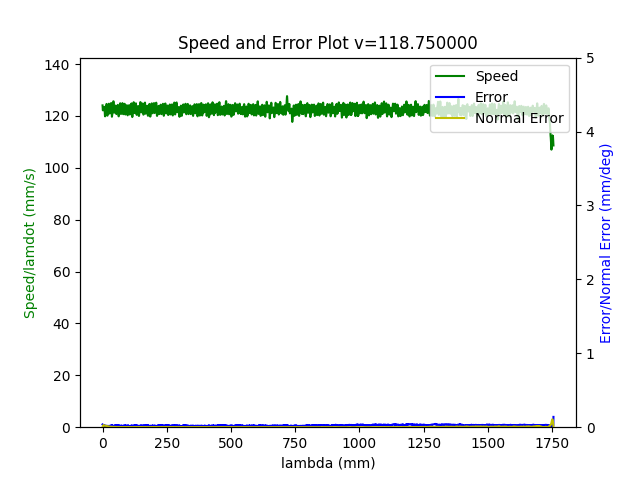 Speed and Error Plot v=118.750000
140
120
100
80
60
40
20
0
Speed/lamdot (mm/s)
5
4
3
2
1
0
Error/Normal Error (mm/deg)
Speed
Error
Normal Error
0 250 500 750 1000 1250 1500 1750
lambda (mm)